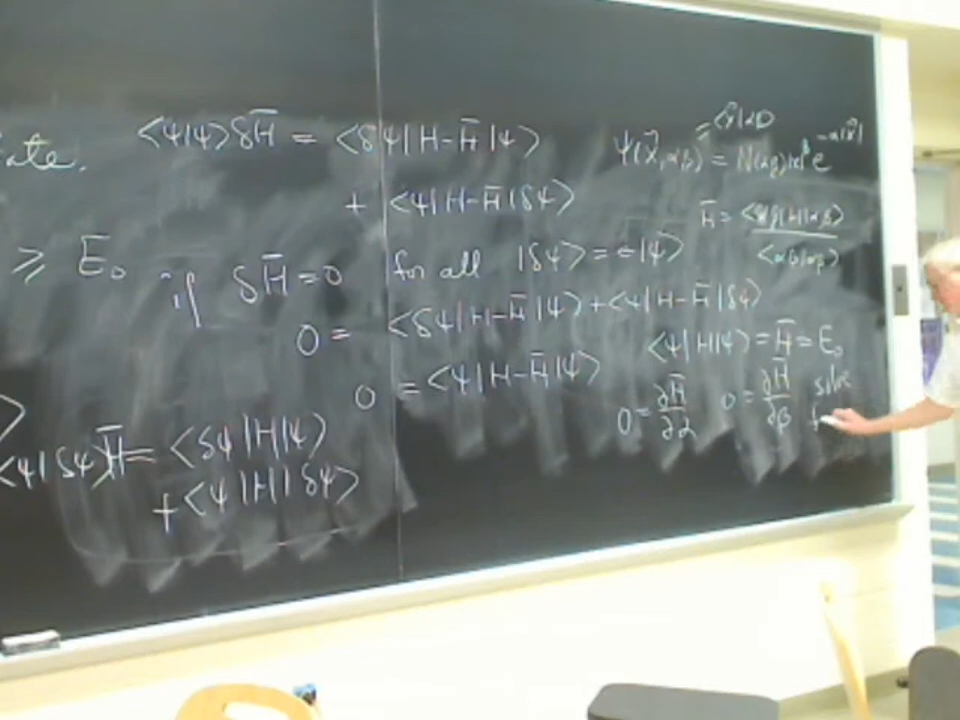 ate.
⟨ψ|ψ⟩δH̄ = ⟨δψ|H-H̄|ψ⟩
+ ⟨ψ|H-H̄|δψ⟩
≥ E₀ if δH̄=0 for all |δψ⟩=ε|ψ⟩
0 = ⟨δψ|H-H̄|ψ⟩+⟨ψ|H-H̄|δψ⟩
0 = ⟨ψ|H-H̄|ψ⟩
⟨ψ|δψ⟩H̄= ⟨δψ|H|ψ⟩
+⟨ψ|H|δψ⟩
ψ(x⃗,αβ) = N(αβ)|x|^β e^{-α|x⃗|}
H̄ = ⟨αβ|H|αβ⟩
⟨αβ|αβ⟩
⟨ψ|H|ψ⟩ = H̄ = E₀
0 = ∂H̄/∂α 0 = ∂H̄/∂β solve